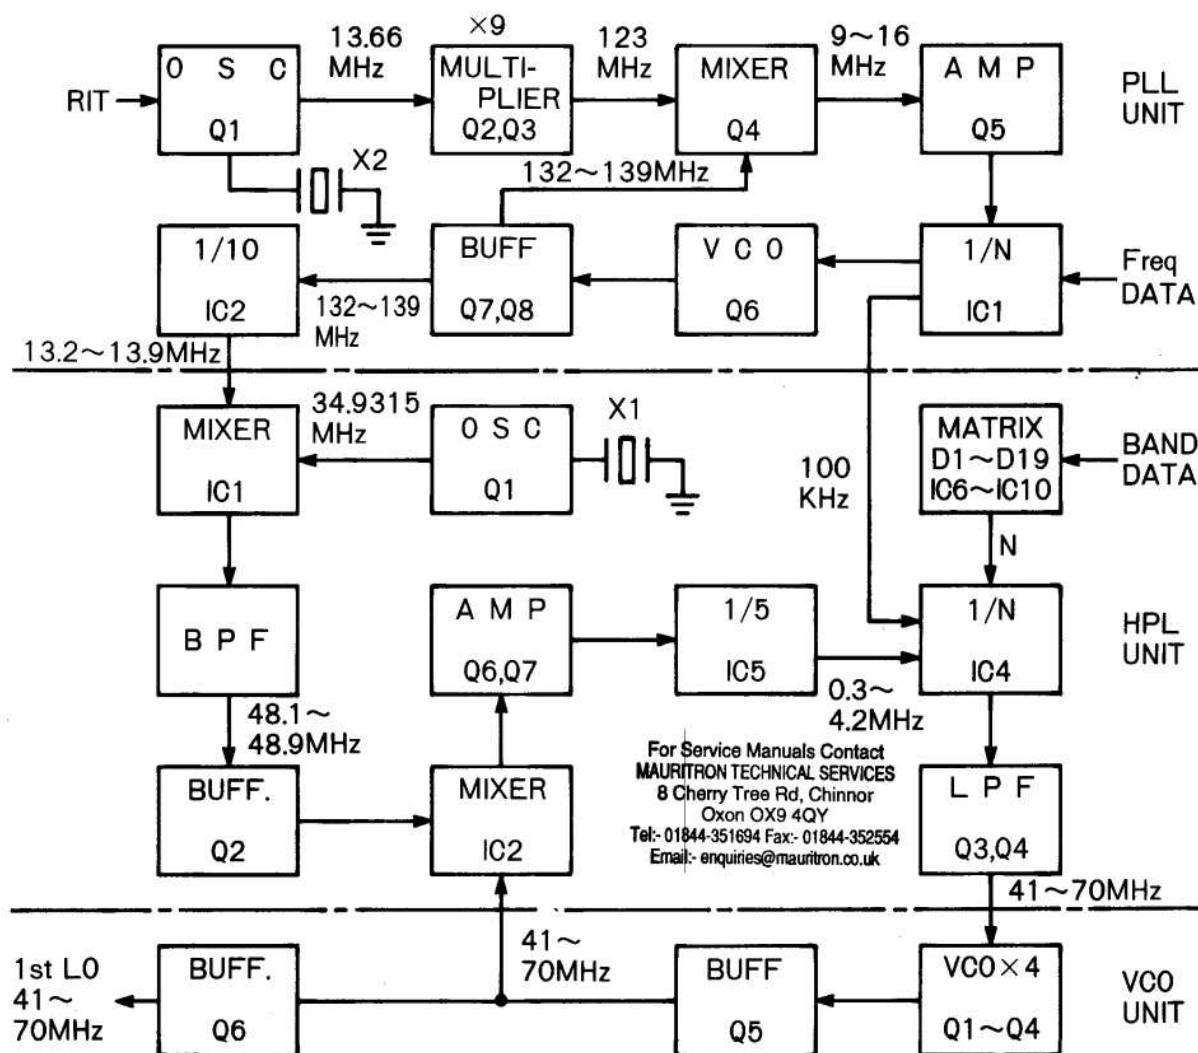 RIT
O S C
Q1
X2
13.66
MHz
×9
MULTI-
PLIER
Q2,Q3
123
MHz
MIXER
Q4
9～16
MHz
A M P
Q5
PLL
UNIT
132～139MHz
1/10
IC2
132～139
MHz
BUFF
Q7,Q8
V C O
Q6
1/N
IC1
Freq
DATA
13.2～13.9MHz
MIXER
IC1
34.9315
MHz
O S C
Q1
X1
100
KHz
MATRIX
D1～D19
IC6～IC10
BAND
DATA
N
B P F
A M P
Q6,Q7
1/5
IC5
0.3～
4.2MHz
1/N
IC4
HPL
UNIT
48.1～
48.9MHz
BUFF.
Q2
MIXER
IC2
For Service Manuals Contact
MAURITRON TECHNICAL SERVICES
8 Cherry Tree Rd, Chinnor
Oxon OX9 4QY
Tel:- 01844-351694 Fax:- 01844-352554
Email:- enquiries@mauritron.co.uk
L P F
Q3,Q4
41～70MHz
1st LO
41～
70MHz
BUFF.
Q6
41～
70MHz
BUFF
Q5
VCO×4
Q1～Q4
VCO
UNIT